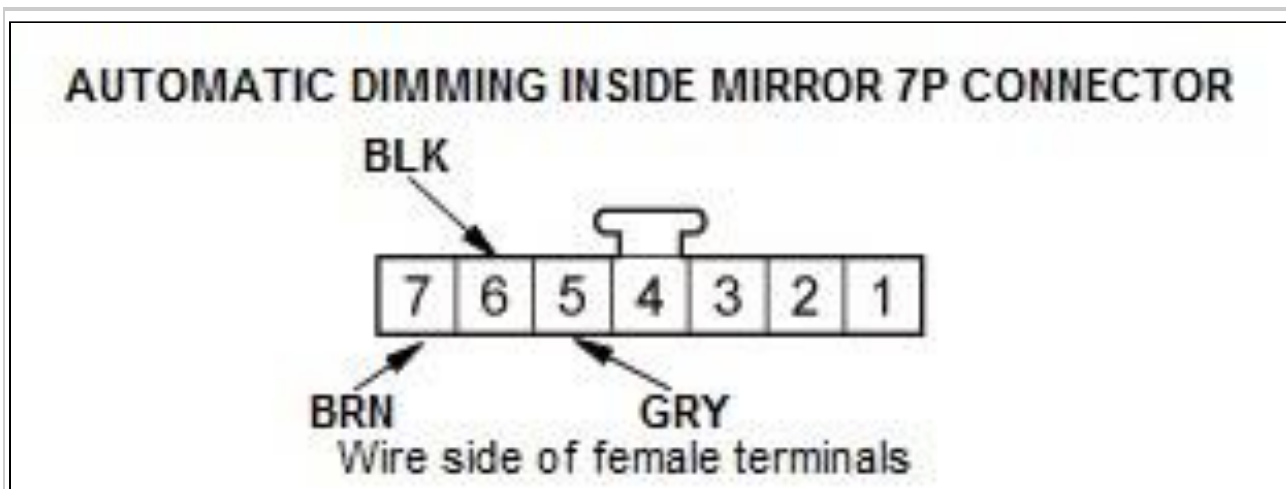 AUTOMATIC DIMMING INSIDE MIRROR 7P CONNECTOR
BLK
7 6 5 4 3 2 1
BRN GRY
Wire side of female terminals